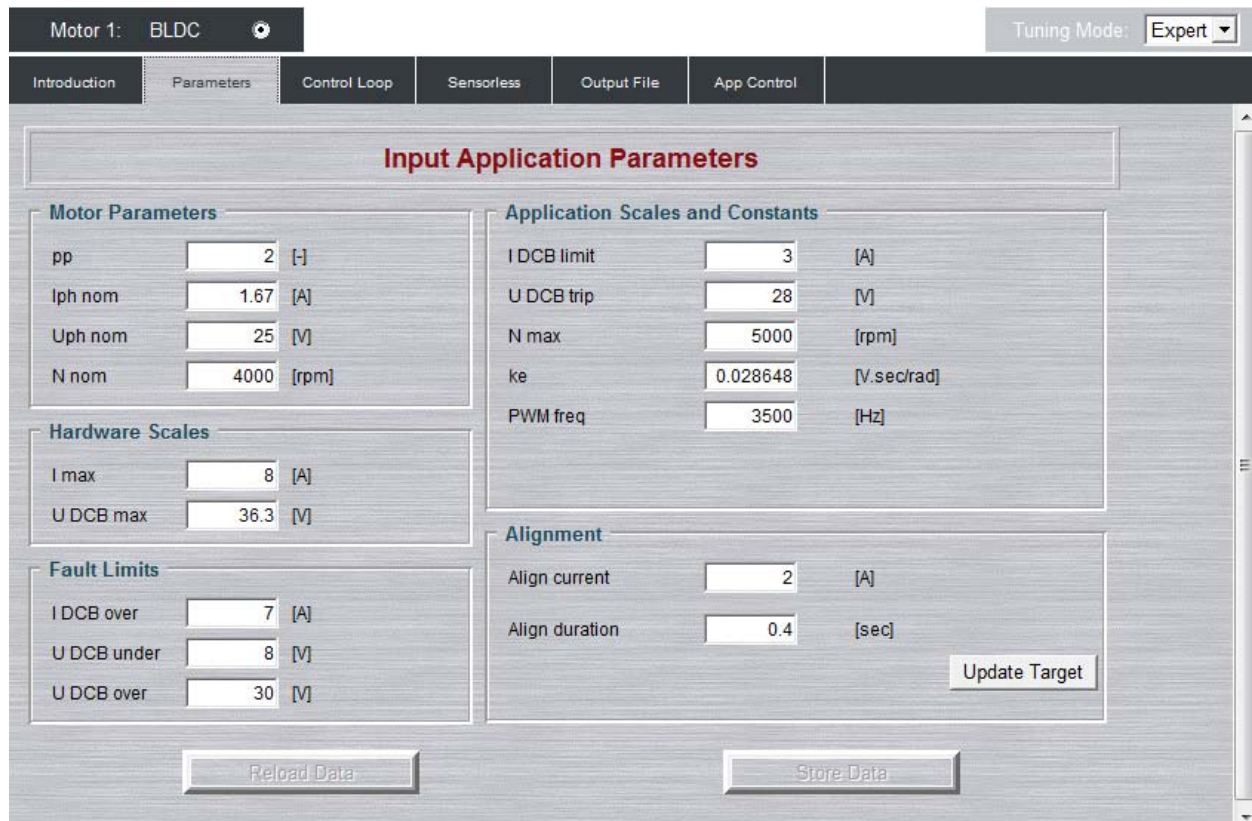 Motor 1: BLDC
Tuning Mode: Expert
Introduction Parameters Control Loop Sensorless Output File App Control
Input Application Parameters
Motor Parameters
pp 2 [-]
Iph nom 1.67 [A]
Uph nom 25 [V]
N nom 4000 [rpm]
Hardware Scales
I max 8 [A]
U DCB max 36.3 [V]
Fault Limits
I DCB over 7 [A]
U DCB under 8 [V]
U DCB over 30 [V]
Application Scales and Constants
I DCB limit 3 [A]
U DCB trip 28 [V]
N max 5000 [rpm]
ke 0.028648 [V.sec/rad]
PWM freq 3500 [Hz]
Alignment
Align current 2 [A]
Align duration 0.4 [sec]
Update Target
Reload Data
Store Data